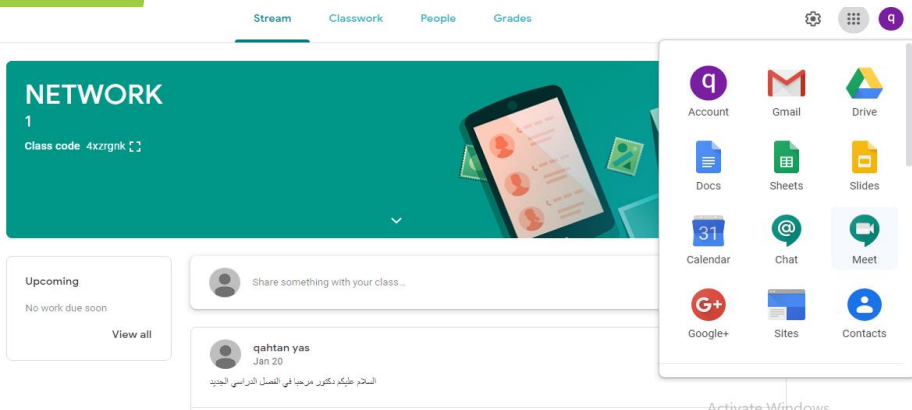 Stream Classwork People Grades
q
NETWORK
1
Class code 4xzrgnk
q
Account Gmail Drive
Docs Sheets Slides
31
Calendar Chat Meet
G+
Google+ Sites Contacts
Upcoming
No work due soon
View all
Share something with your class...
qahtan yas
Jan 20
السلام عليكم دكتور مرحبا في الفصل الدراسي الجديد
Activate Windows